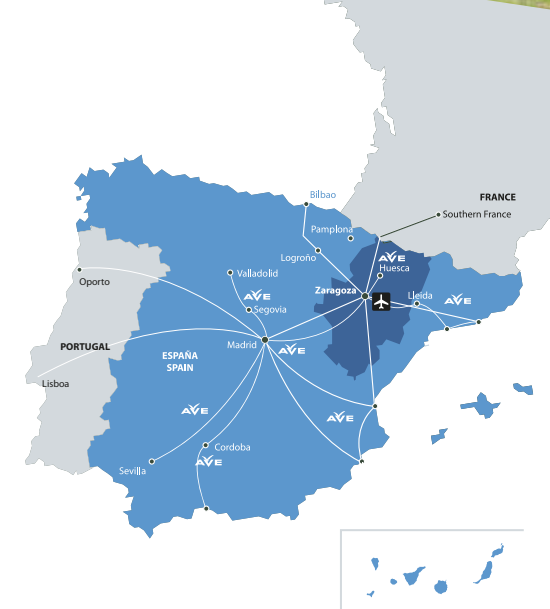 Bilbao
FRANCE
Southern France
Pamplona
Logroño
AVE
Huesca
Valladolid
Oporto
Zaragoza
AVE
Lleida
AVE
Segovia
PORTUGAL
Madrid
AVE
ESPAÑA
SPAIN
Lisboa
AVE
AVE
Cordoba
AVE
Sevilla